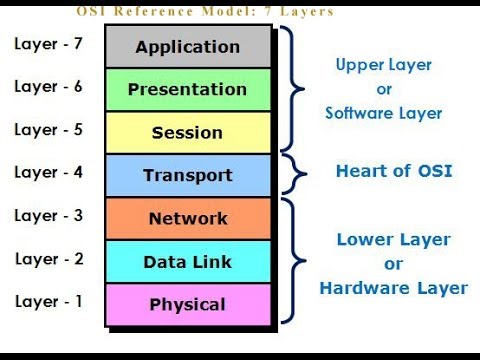 OSI Reference Model: 7 Layers
Layer - 7 Application
Layer - 6 Presentation
Layer - 5 Session
Upper Layer
or
Software Layer
Layer - 4 Transport
Heart of OSI
Layer - 3 Network
Layer - 2 Data Link
Layer - 1 Physical
Lower Layer
or
Hardware Layer